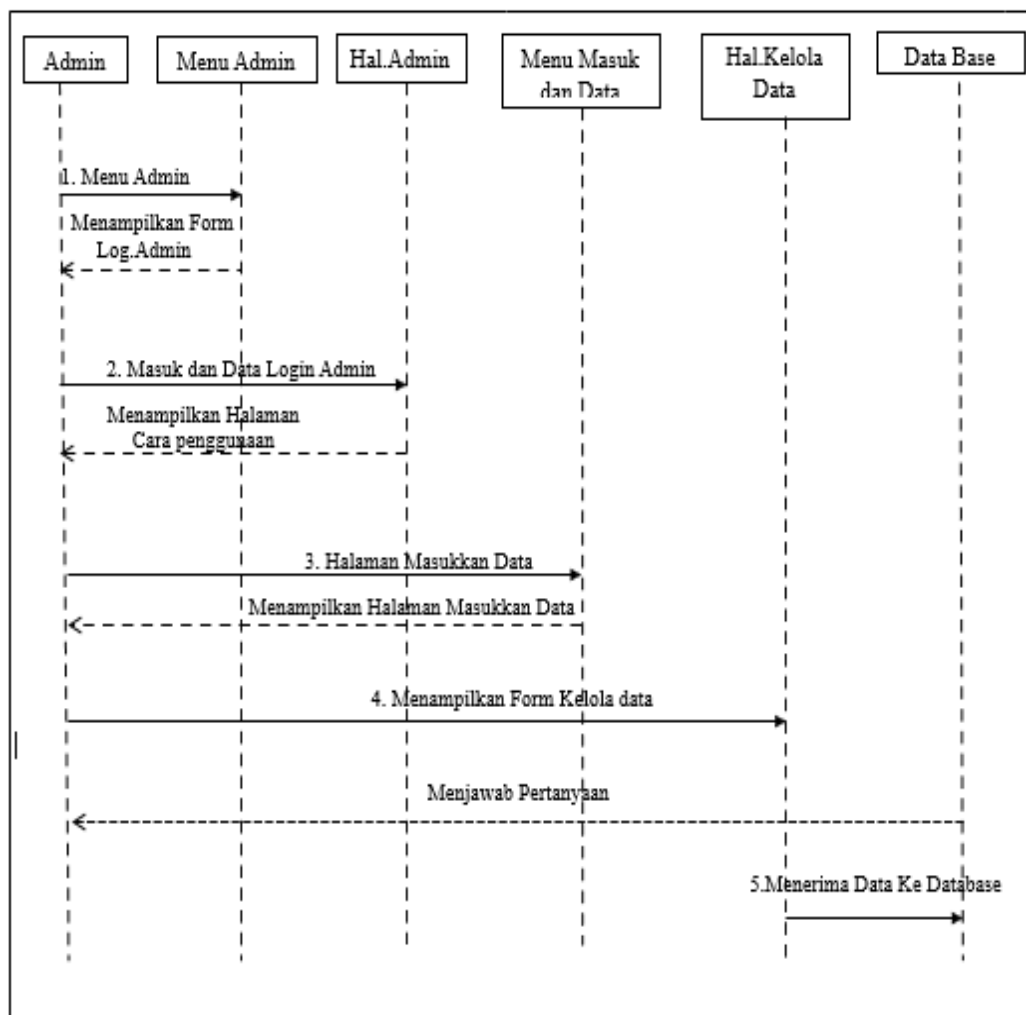 Admin
Menu Admin
Hal.Admin
Menu Masuk
dan Data
Hal.Kelola
Data
Data Base
1. Menu Admin
Menampilkan Form
Log.Admin
2. Masuk dan Data Login Admin
Menampilkan Halaman
Cara penggunaan
3. Halaman Masukkan Data
Menampilkan Halaman Masukkan Data
4. Menampilkan Form Kelola data
Menjawab Pertanyaan
5.Menerima Data Ke Database